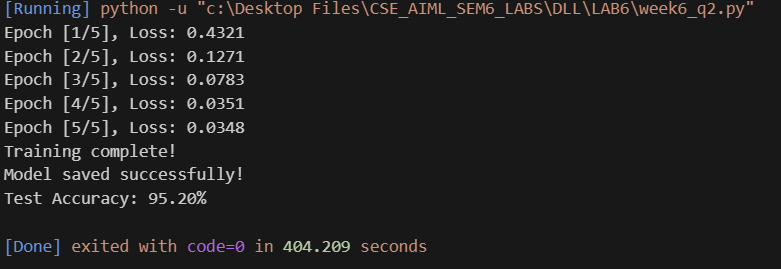 [Running] python -u "c:\Desktop Files\CSE_AIML_SEM6_LABS\DLL\LAB6\week6_q2.py"
Epoch [1/5], Loss: 0.4321
Epoch [2/5], Loss: 0.1271
Epoch [3/5], Loss: 0.0783
Epoch [4/5], Loss: 0.0351
Epoch [5/5], Loss: 0.0348
Training complete!
Model saved successfully!
Test Accuracy: 95.20%
[Done] exited with code=0 in 404.209 seconds